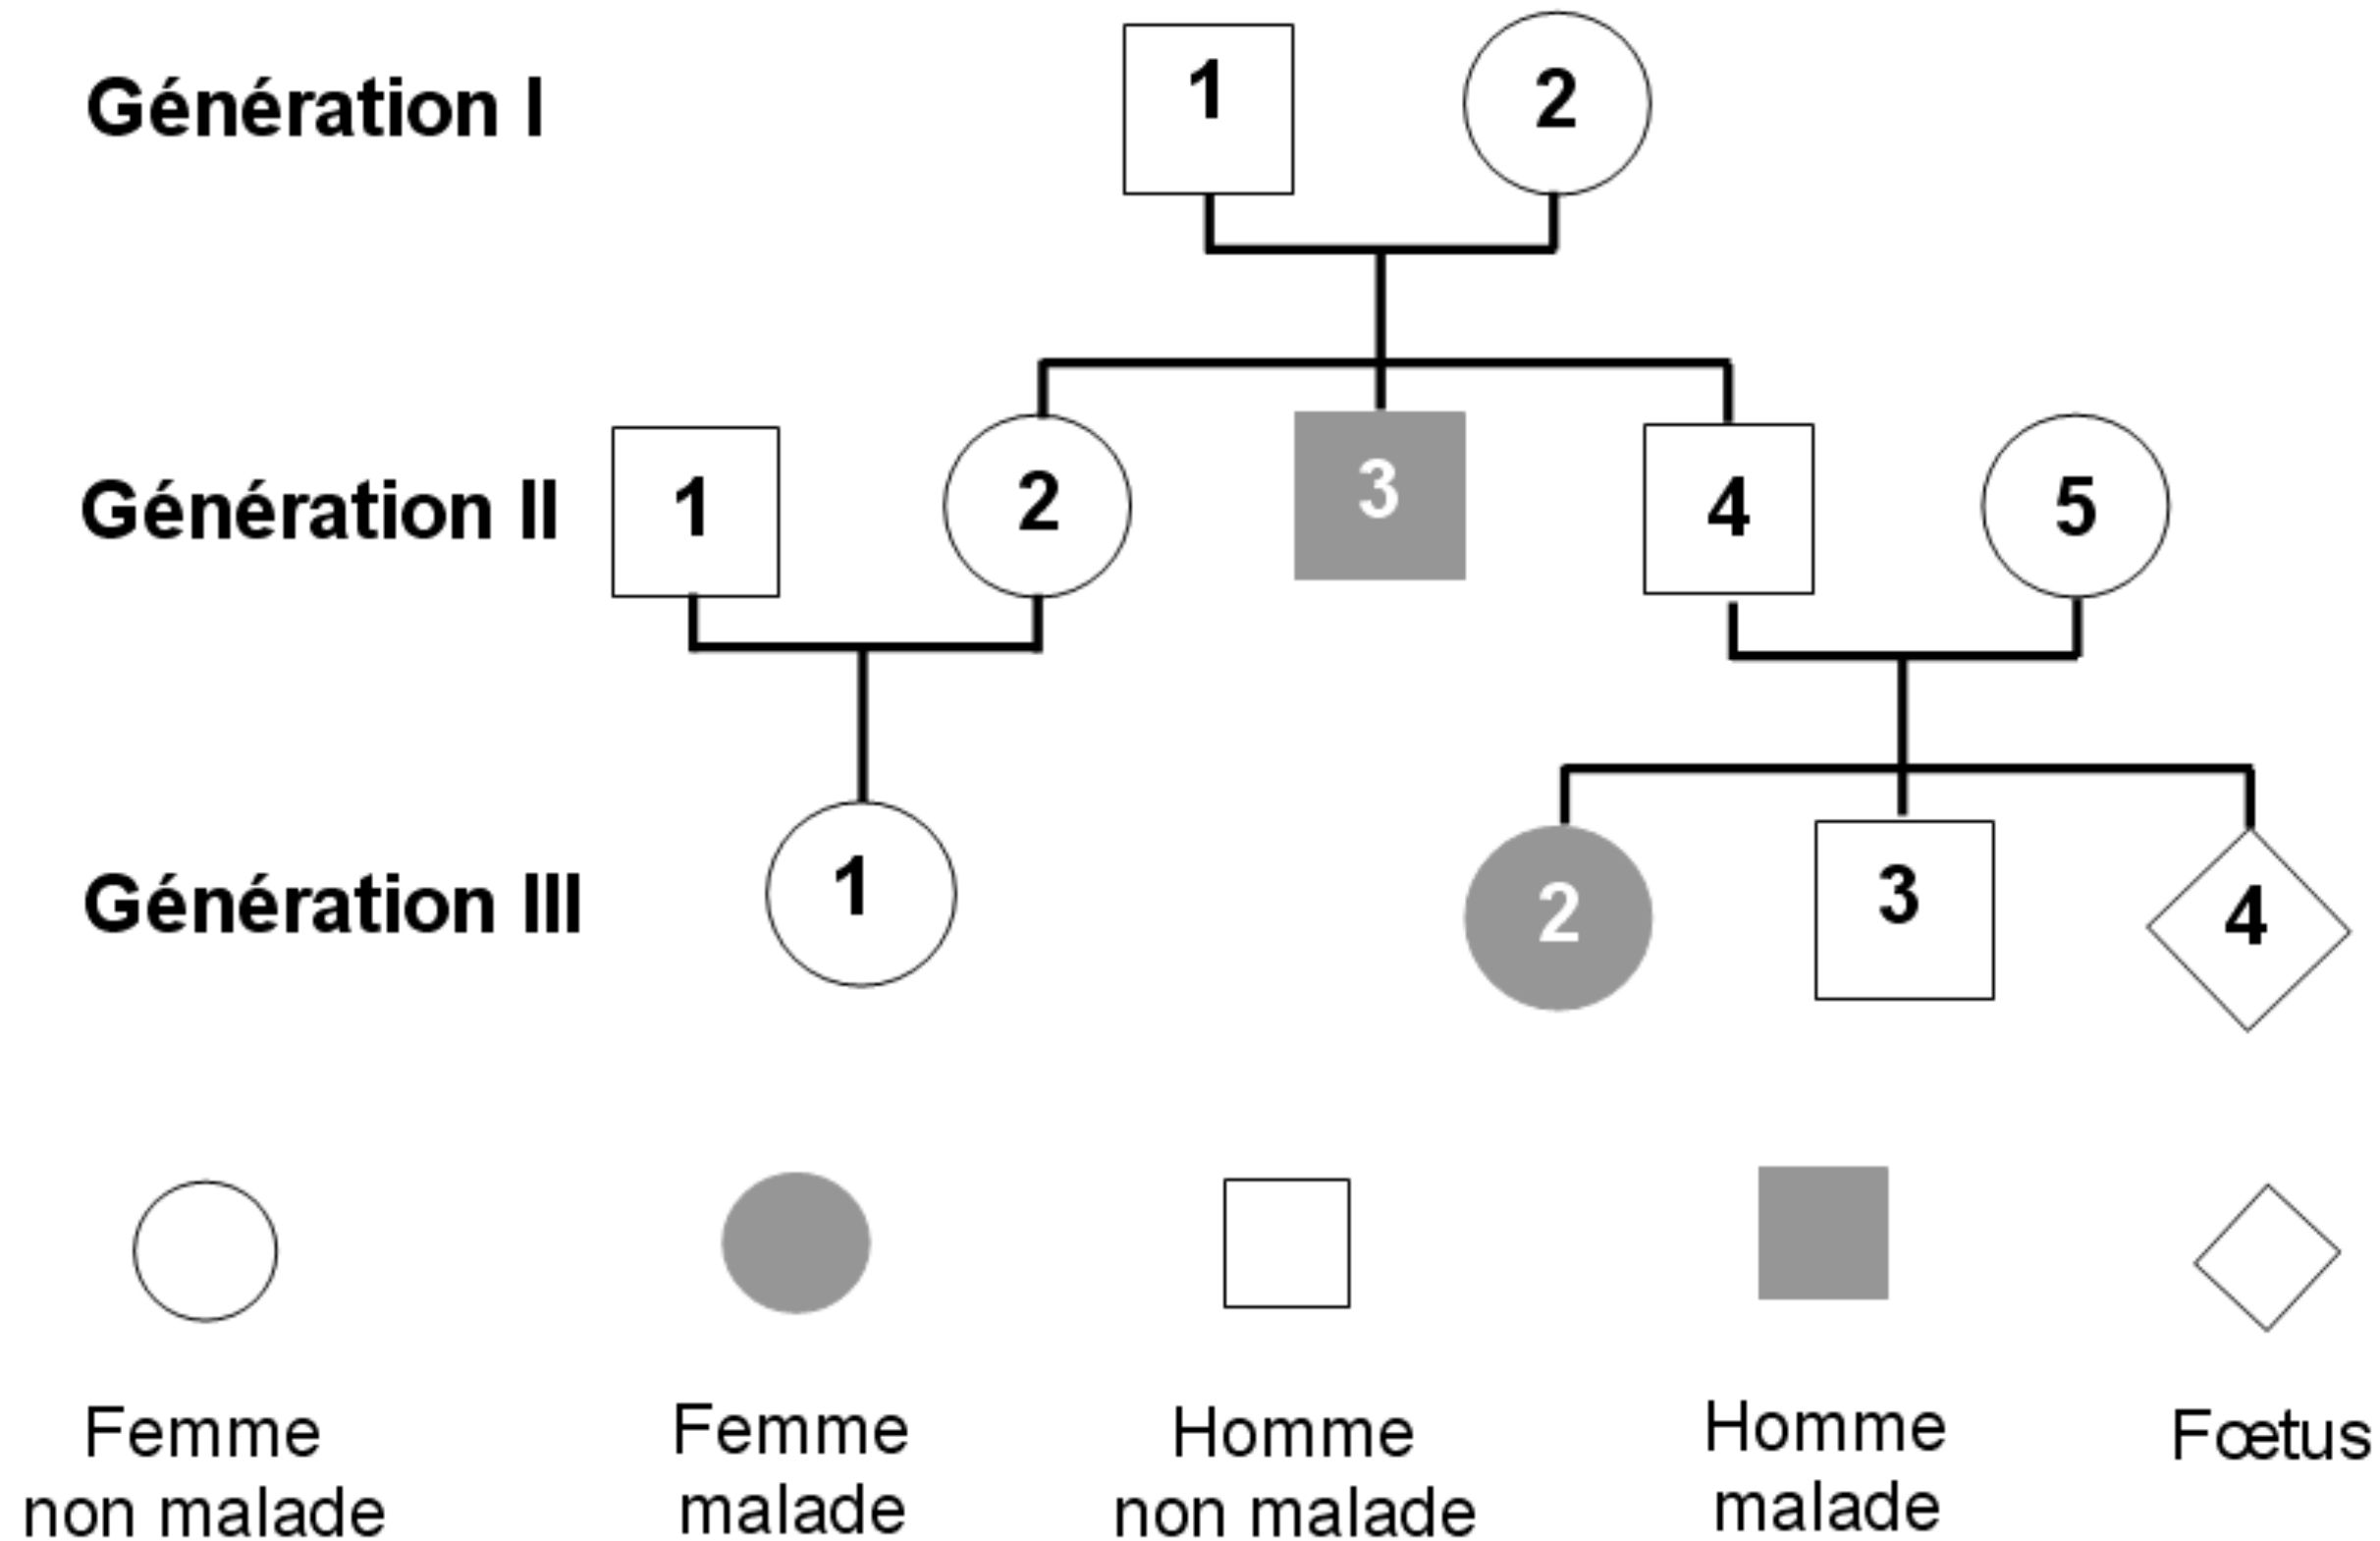 Génération I
1 2
Génération II
1 2 3 4 5
Génération III
1 2 3 4
Femme non malade
Femme malade
Homme non malade
Homme malade
Fœtus